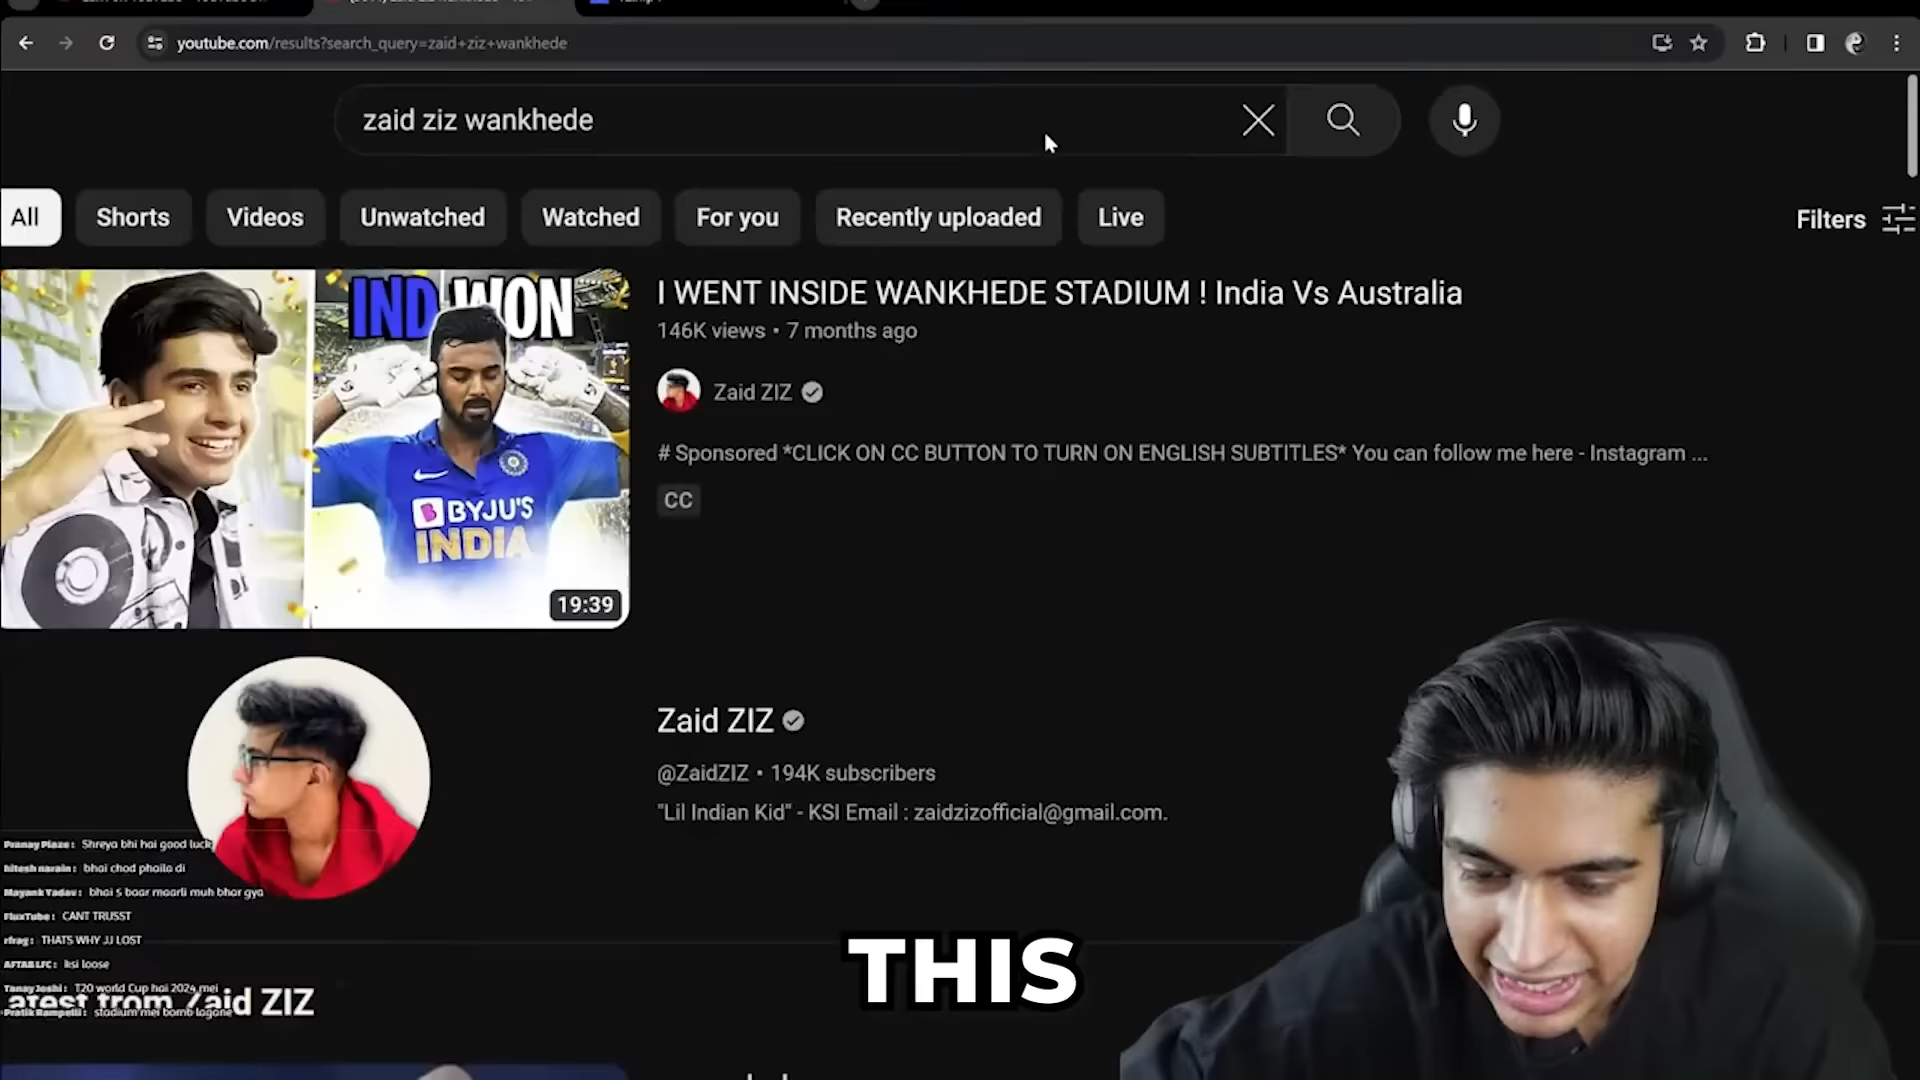 youtube.com/results?search_query=zaid+ziz+wankhede
zaid ziz wankhede
All
Shorts
Videos
Unwatched
Watched
For you
Recently uploaded
Live
Filters
IND WON
BYJU'S
INDIA
19:39
I WENT INSIDE WANKHEDE STADIUM ! India Vs Australia
146K views • 7 months ago
Zaid ZIZ
# Sponsored *CLICK ON CC BUTTON TO TURN ON ENGLISH SUBTITLES* You can follow me here - Instagram ...
CC
Zaid ZIZ
@ZaidZIZ • 194K subscribers
"Lil Indian Kid" - KSI Email : zaidzizofficial@gmail.com.
Pranay Plaze : Shreya bhi hai good luck
hitesh narain : bhai chod phaila di
Mayank Yadav : bhai 5 baar maarli muh bhar gya
FluxTube : CANT TRUSST
rfrag : THATS WHY JJ LOST
AFTAB LFC : ksi loose
Tanay Joshi : T20 world Cup hai 2024 mei
atest from Zaid ZIZ
Pratik Rampelli : stadium mei bomb lagane
THIS